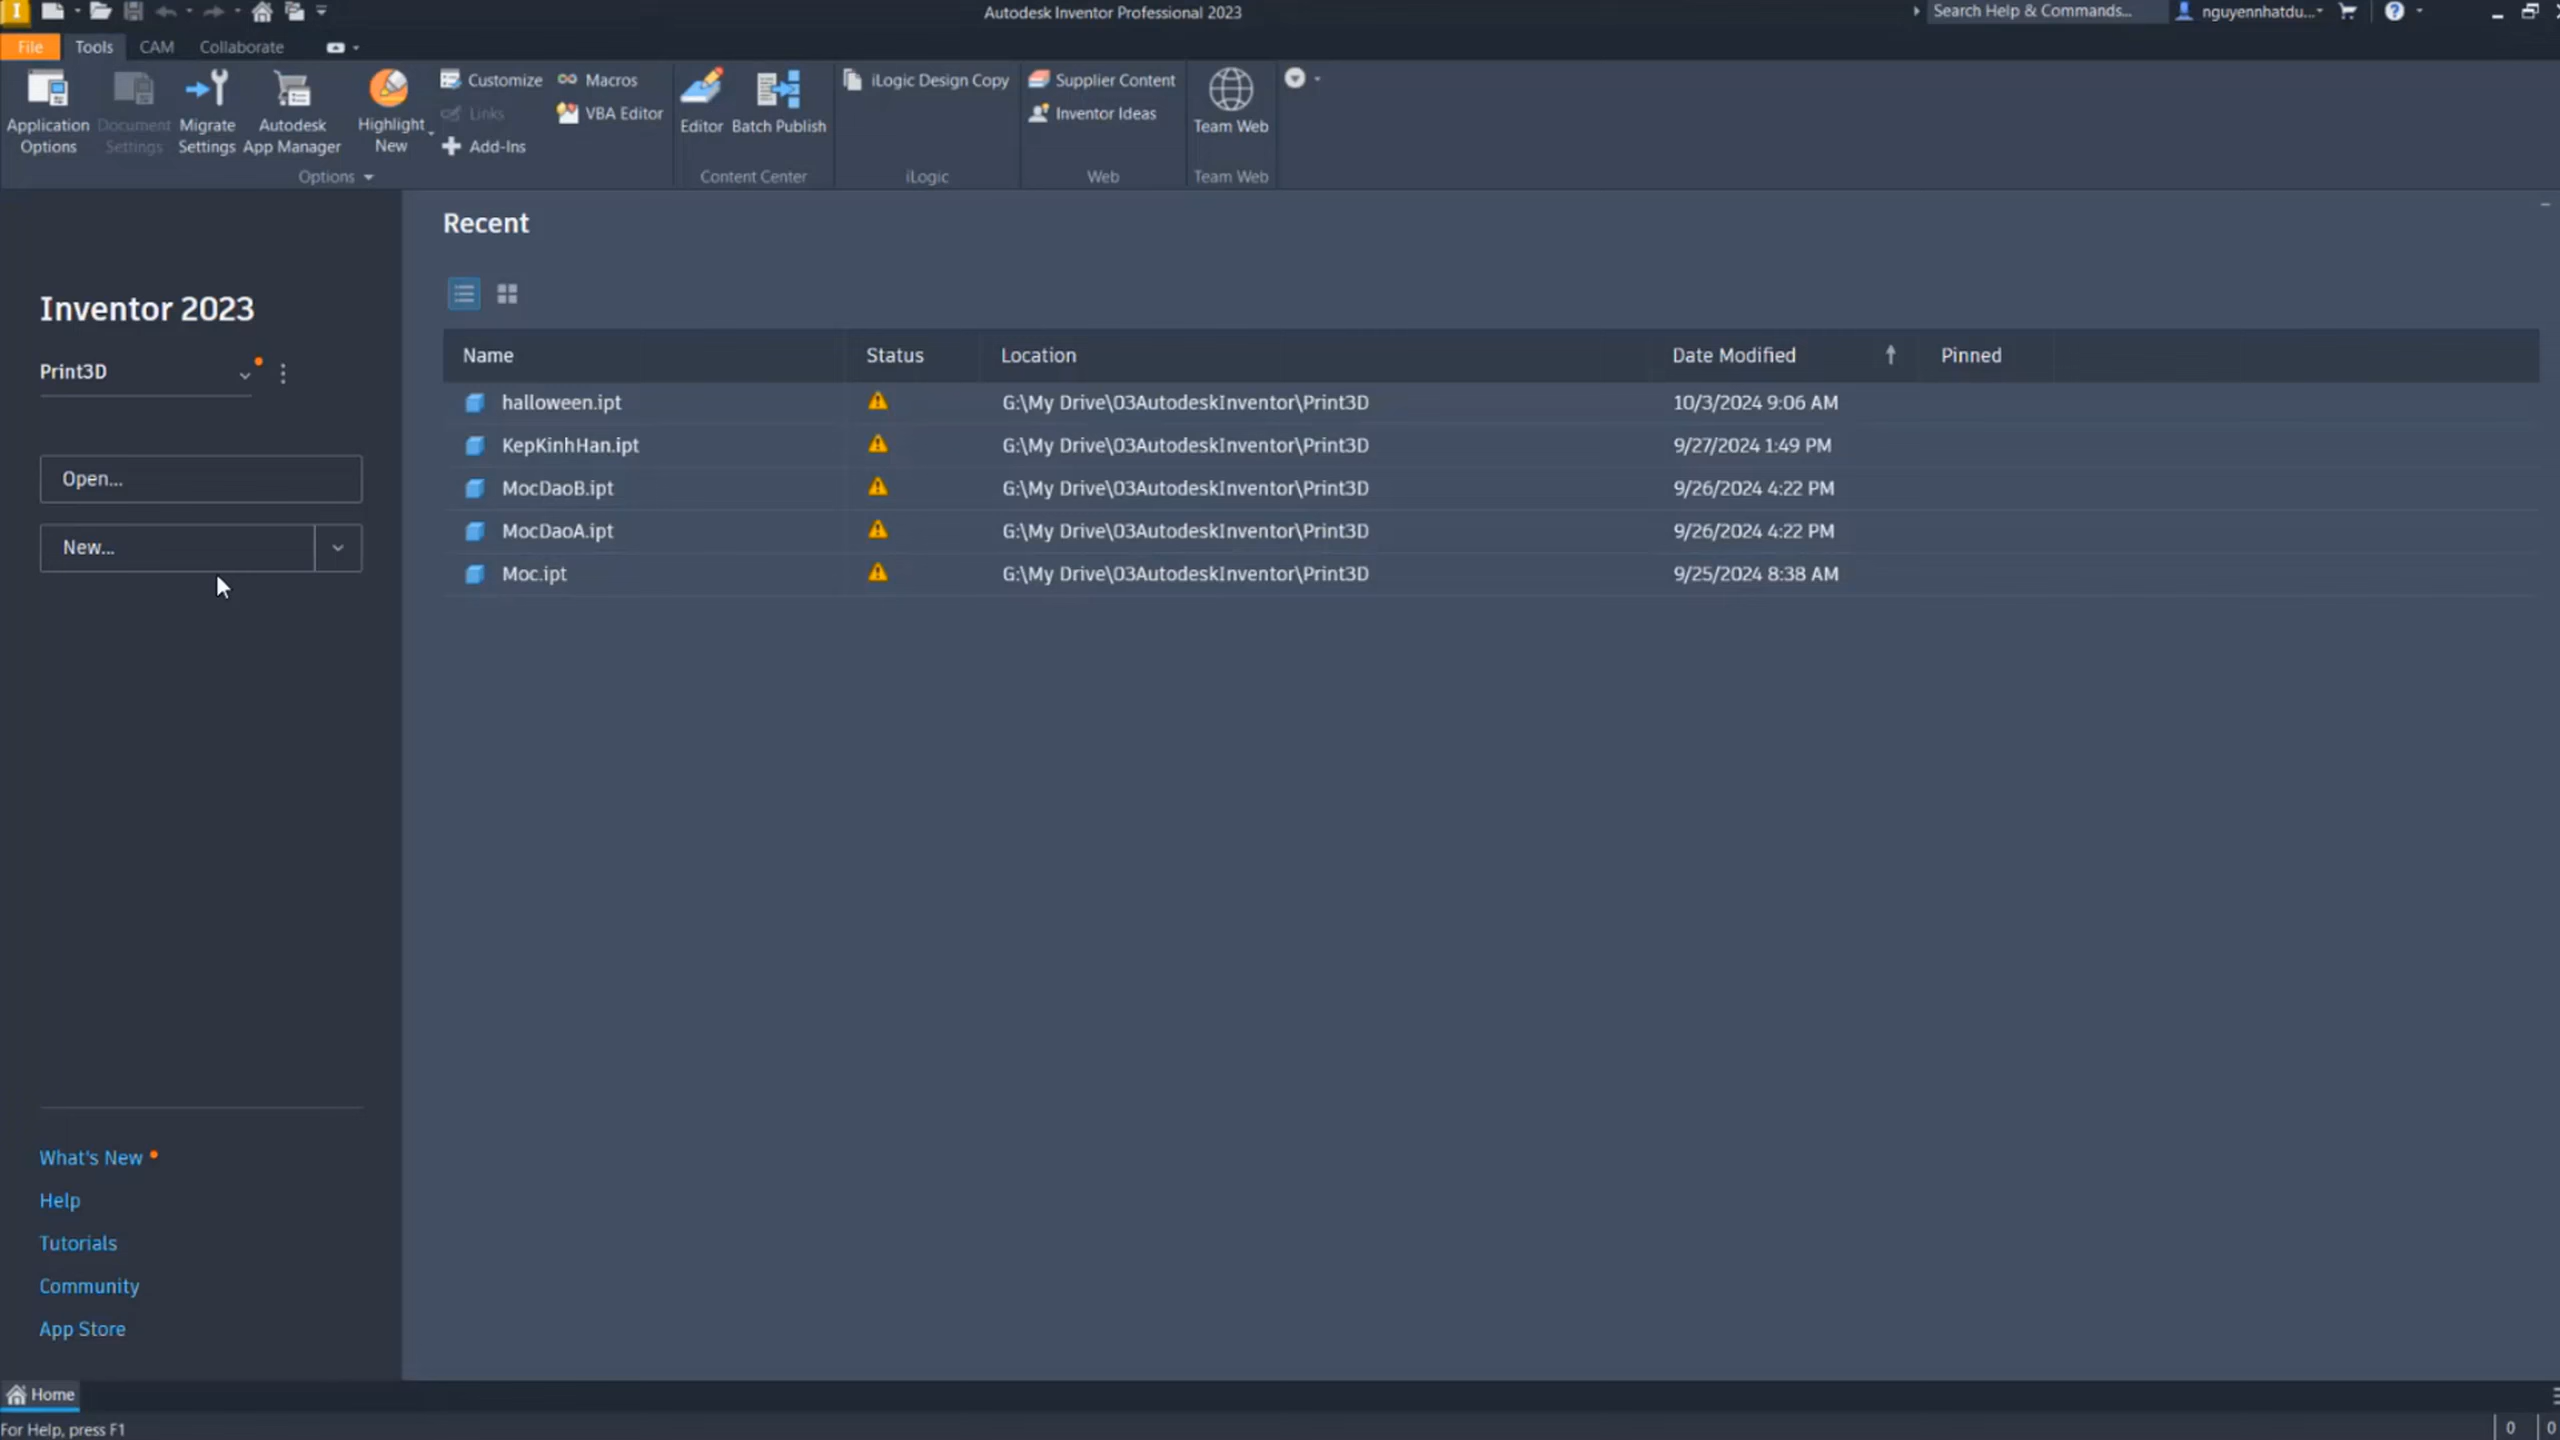 I
Autodesk Inventor Professional 2023
Search Help & Commands...
nguyennhatdu...
File
Tools
CAM
Collaborate
Application Options
Document Settings
Migrate Settings
Autodesk App Manager
Highlight New
Customize
Links
Add-Ins
Macros
VBA Editor
Options
Editor
Batch Publish
Content Center
iLogic Design Copy
iLogic
Supplier Content
Inventor Ideas
Web
Team Web
Team Web
Inventor 2023
Print3D
Open...
New...
What's New
Help
Tutorials
Community
App Store
Recent
Name Status Location Date Modified Pinned
halloween.ipt G:\My Drive\03AutodeskInventor\Print3D 10/3/2024 9:06 AM
KepKinhHan.ipt G:\My Drive\03AutodeskInventor\Print3D 9/27/2024 1:49 PM
MocDaoB.ipt G:\My Drive\03AutodeskInventor\Print3D 9/26/2024 4:22 PM
MocDaoA.ipt G:\My Drive\03AutodeskInventor\Print3D 9/26/2024 4:22 PM
Moc.ipt G:\My Drive\03AutodeskInventor\Print3D 9/25/2024 8:38 AM
Home
For Help, press F1
0 0